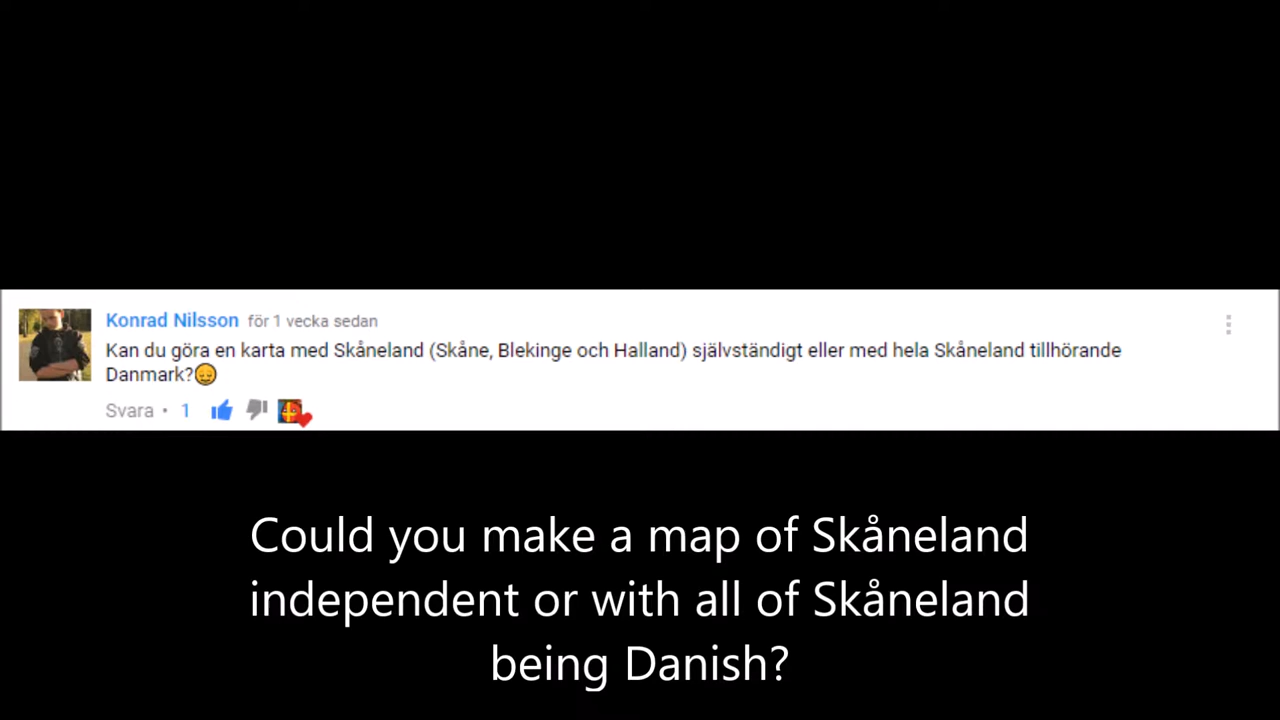 Konrad Nilsson för 1 vecka sedan
Kan du göra en karta med Skåneland (Skåne, Blekinge och Halland) självständigt eller med hela Skåneland tillhörande
Danmark?😑
Svara • 1
Could you make a map of Skåneland
independent or with all of Skåneland
being Danish?